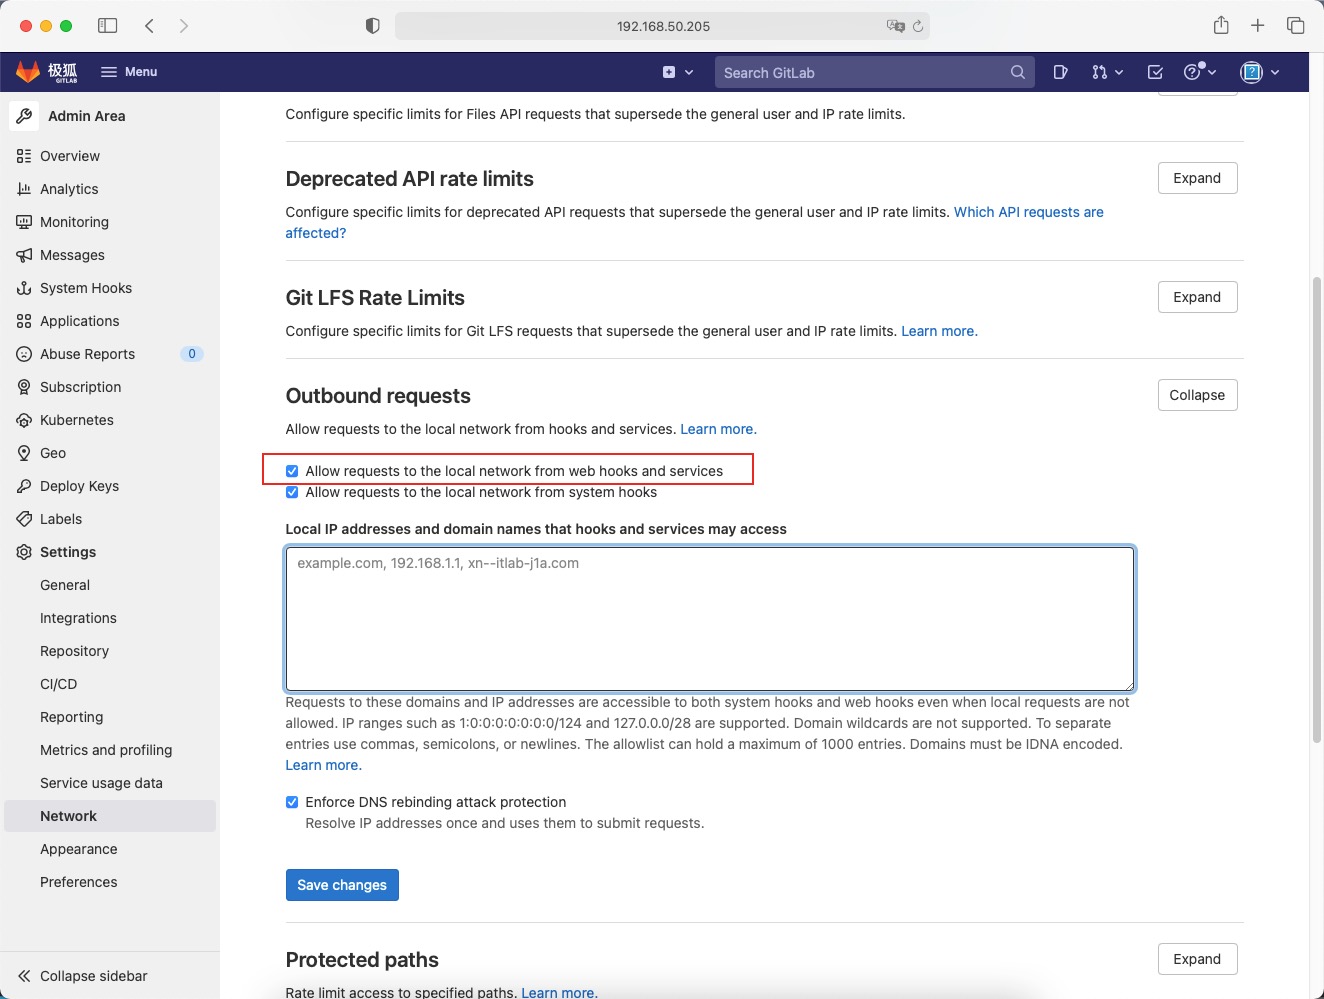 192.168.50.205
极狐
GITLAB
Menu
Search GitLab
Admin Area
Overview
Analytics
Monitoring
Messages
System Hooks
Applications
Abuse Reports 0
Subscription
Kubernetes
Geo
Deploy Keys
Labels
Settings
General
Integrations
Repository
CI/CD
Reporting
Metrics and profiling
Service usage data
Network
Appearance
Preferences
Collapse sidebar
Configure specific limits for Files API requests that supersede the general user and IP rate limits.
Deprecated API rate limits
Expand
Configure specific limits for deprecated API requests that supersede the general user and IP rate limits. Which API requests are
affected?
Git LFS Rate Limits
Expand
Configure specific limits for Git LFS requests that supersede the general user and IP rate limits. Learn more.
Outbound requests
Collapse
Allow requests to the local network from hooks and services. Learn more.
Allow requests to the local network from web hooks and services
Allow requests to the local network from system hooks
Local IP addresses and domain names that hooks and services may access
example.com, 192.168.1.1, xn--itlab-j1a.com
Requests to these domains and IP addresses are accessible to both system hooks and web hooks even when local requests are not
allowed. IP ranges such as 1:0:0:0:0:0:0:0/124 and 127.0.0.0/28 are supported. Domain wildcards are not supported. To separate
entries use commas, semicolons, or newlines. The allowlist can hold a maximum of 1000 entries. Domains must be IDNA encoded.
Learn more.
Enforce DNS rebinding attack protection
Resolve IP addresses once and uses them to submit requests.
Save changes
Protected paths
Expand
Rate limit access to specified paths. Learn more.